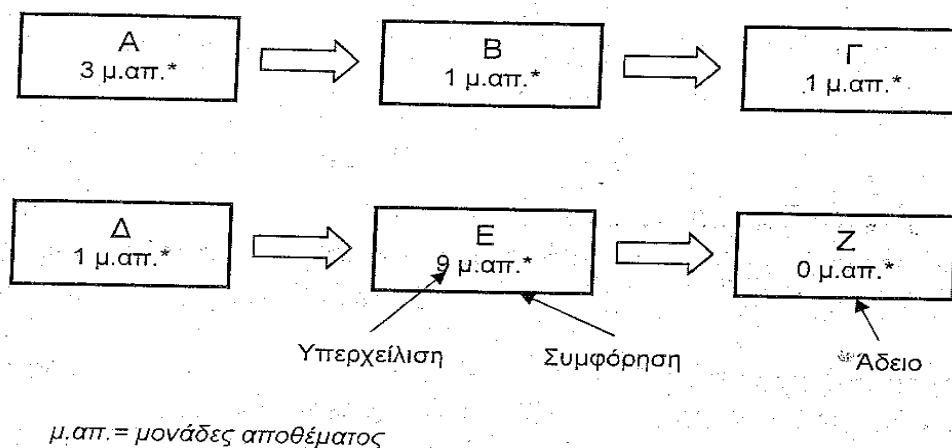 Α Β Γ
3 μ.απ.* 1 μ.απ.* 1 μ.απ.*
Δ Ε Ζ
1 μ.απ.* 9 μ.απ.* 0 μ.απ.*
Υπερχείλιση Συμφόρηση Άδειο
μ.απ.= μονάδες αποθέματος